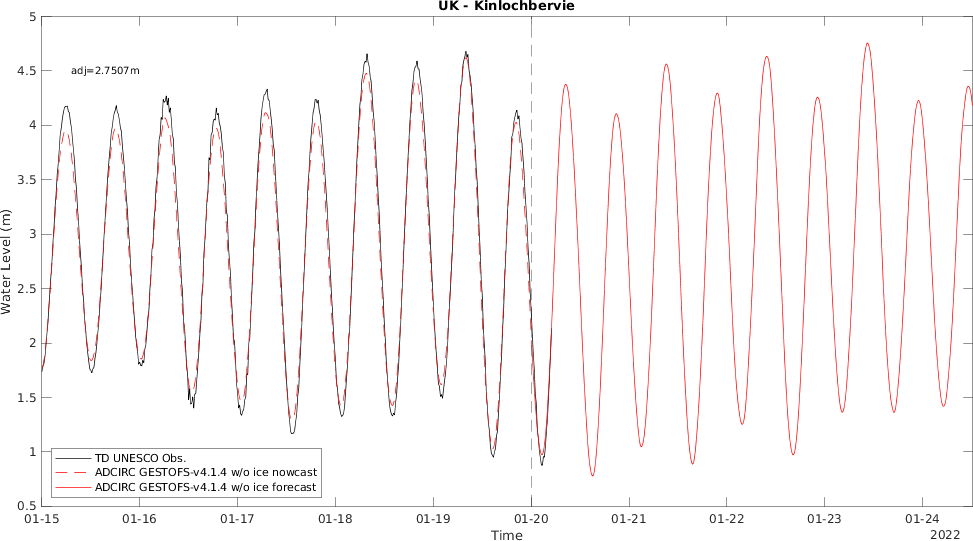 UK - Kinlochbervie
5
4.5
4
3.5
3
2.5
2
1.5
1
0.5
Water Level (m)
adj=2.7507m
TD UNESCO Obs.
ADCIRC GESTOFS-v4.1.4 w/o ice nowcast
ADCIRC GESTOFS-v4.1.4 w/o ice forecast
01-15 01-16 01-17 01-18 01-19 01-20 01-21 01-22 01-23 01-24
Time
2022